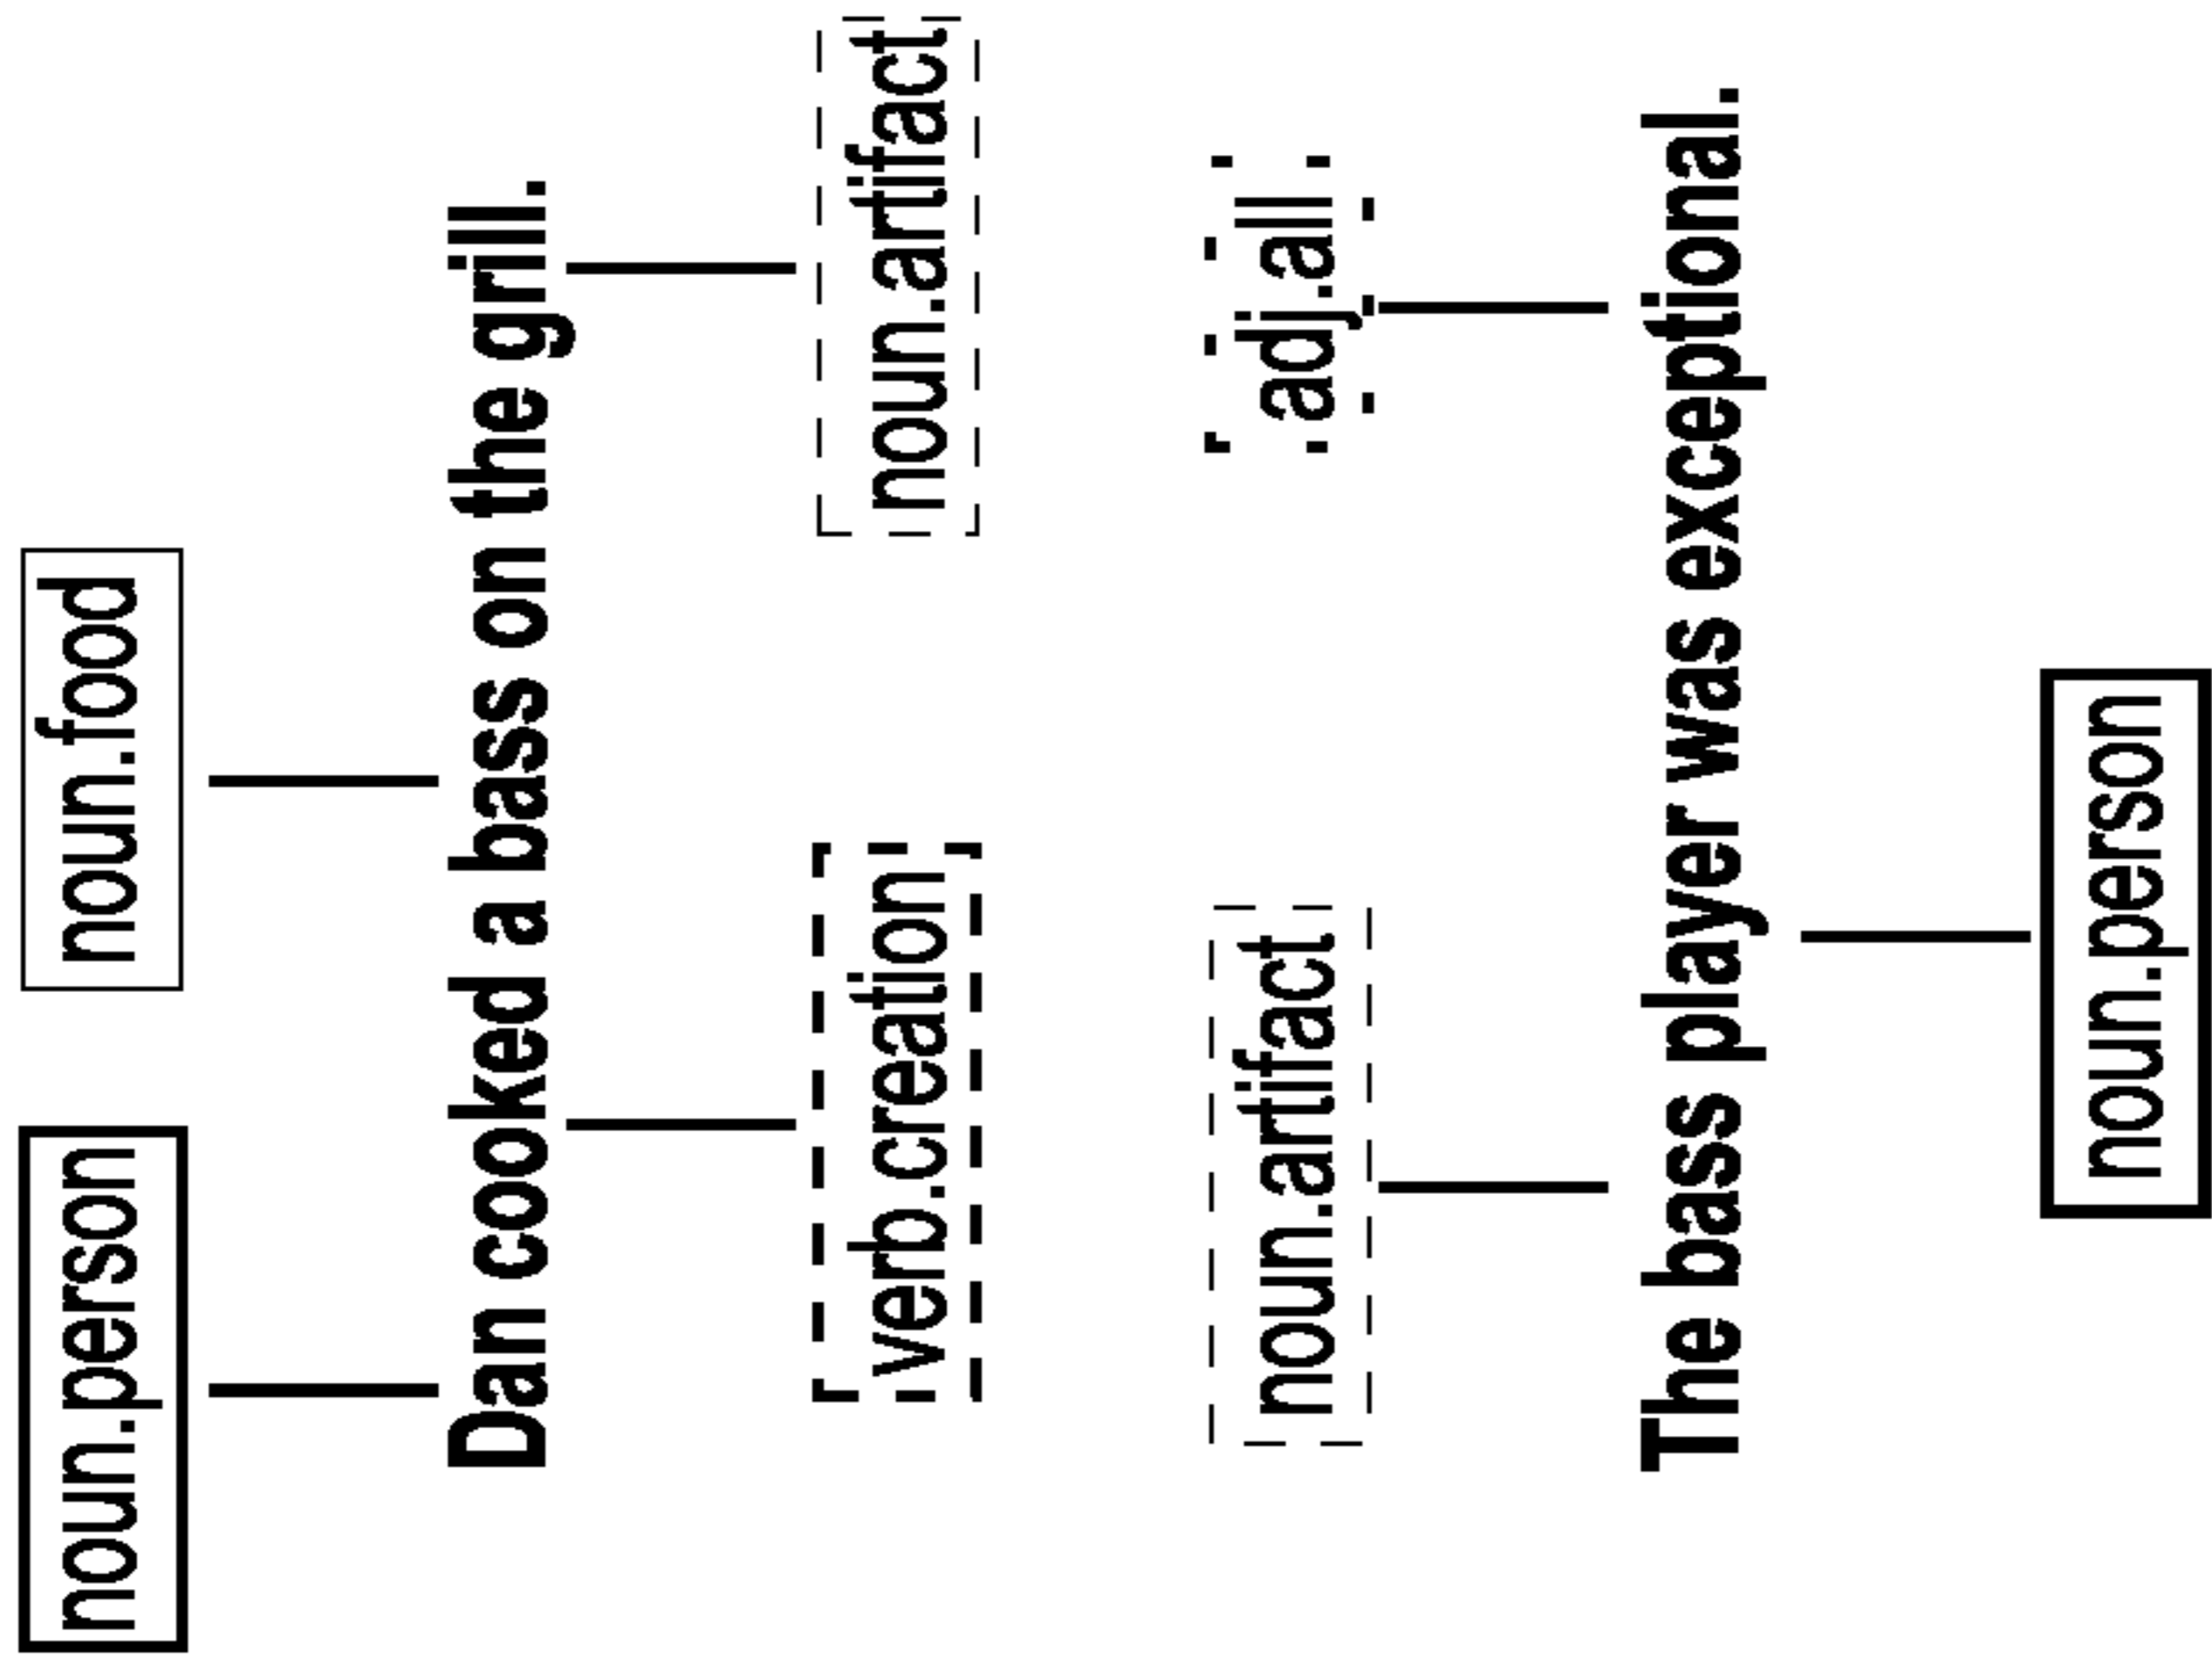 noun.person noun.food
Dan cooked a bass on the grill.
verb.creation noun.artifact
noun.artifact adj.all
The bass player was exceptional.
noun.person